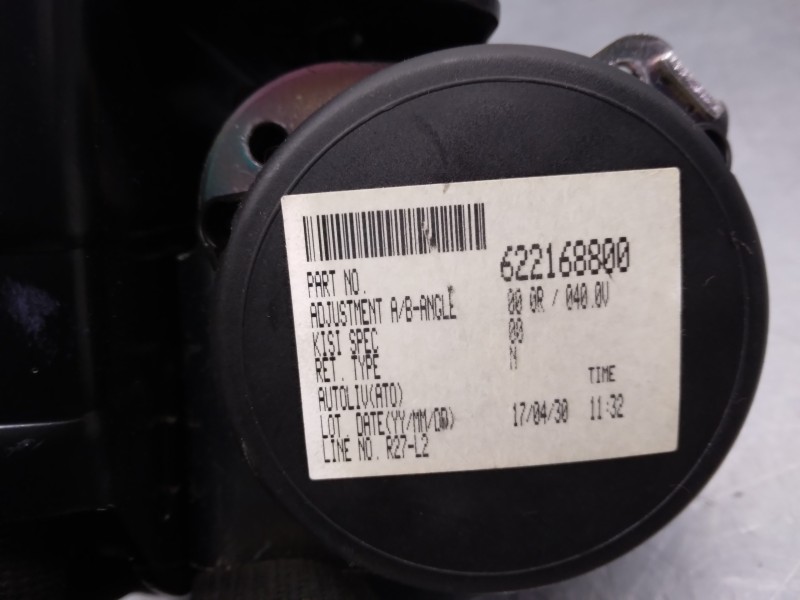 PART NO. 622168800
ADJUSTMENT A/B-ANGLE 00 0R / 040.0V
KISI SPEC 00
RET. TYPE N
AUTOLIV(ATO) TIME
LOT. DATE(YY/MM/DD) 17/04/30 11:32
LINE NO. R27-L2